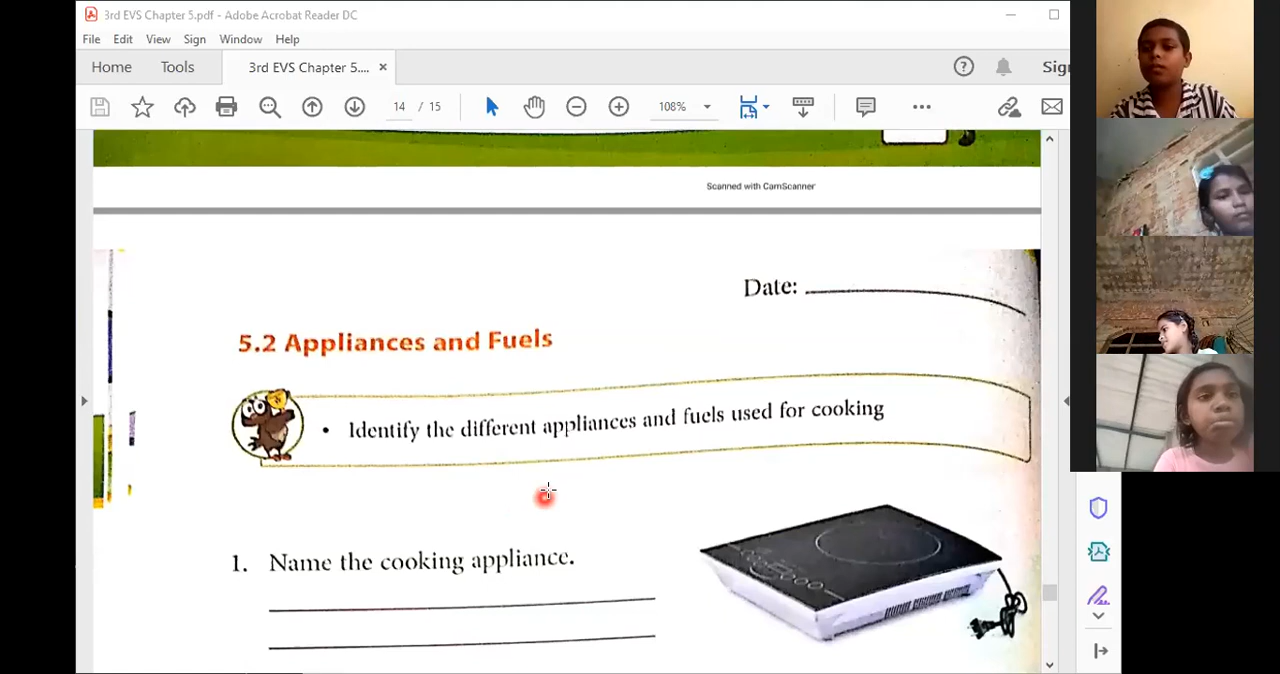 3rd EVS Chapter 5.pdf - Adobe Acrobat Reader DC
File Edit View Sign Window Help
Home Tools 3rd EVS Chapter 5.... ×
Sign
14 / 15 108%
Scanned with CamScanner
Date:
5.2 Appliances and Fuels
• Identify the different appliances and fuels used for cooking
1. Name the cooking appliance.